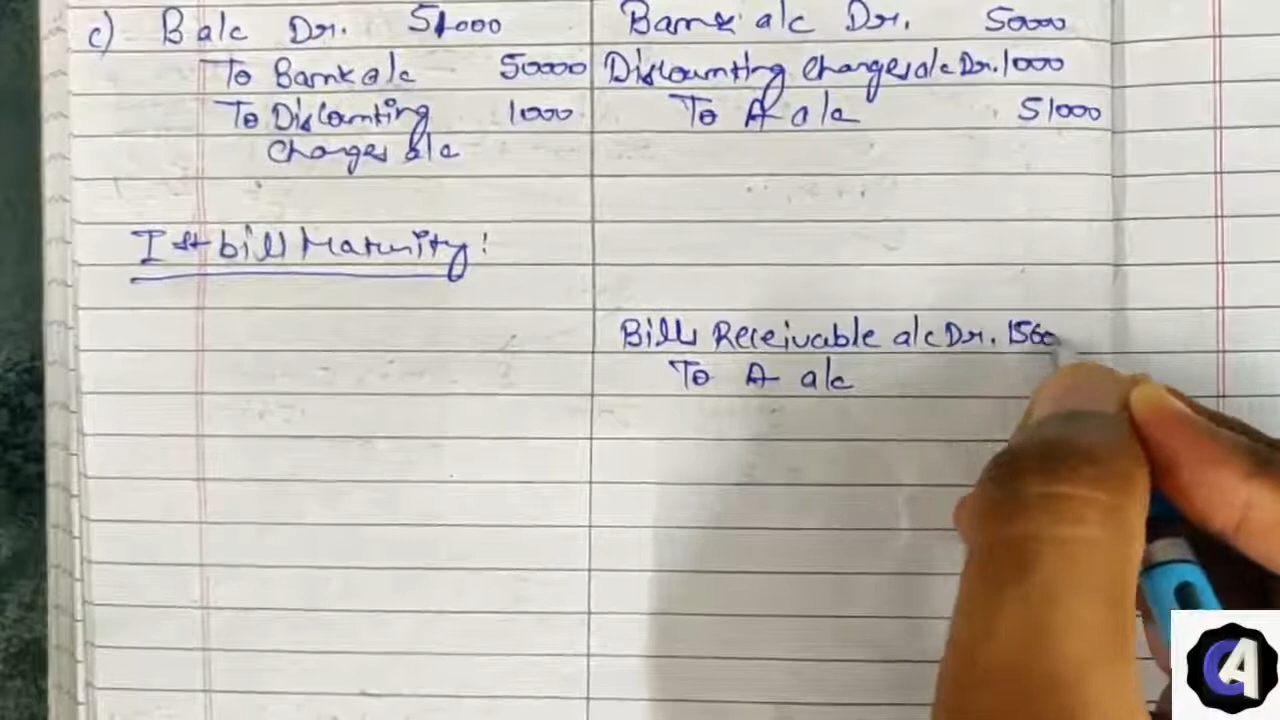 c) B a/c Dr. 51000
To Bank a/c 50000
To Discounting 1000
Charges a/c
Bank a/c Dr. 50000
Discounting Charges a/c Dr. 1000
To A a/c 51000
Ist bill Maturity:
Bills Receivable a/c Dr. 1560
To A a/c
CA